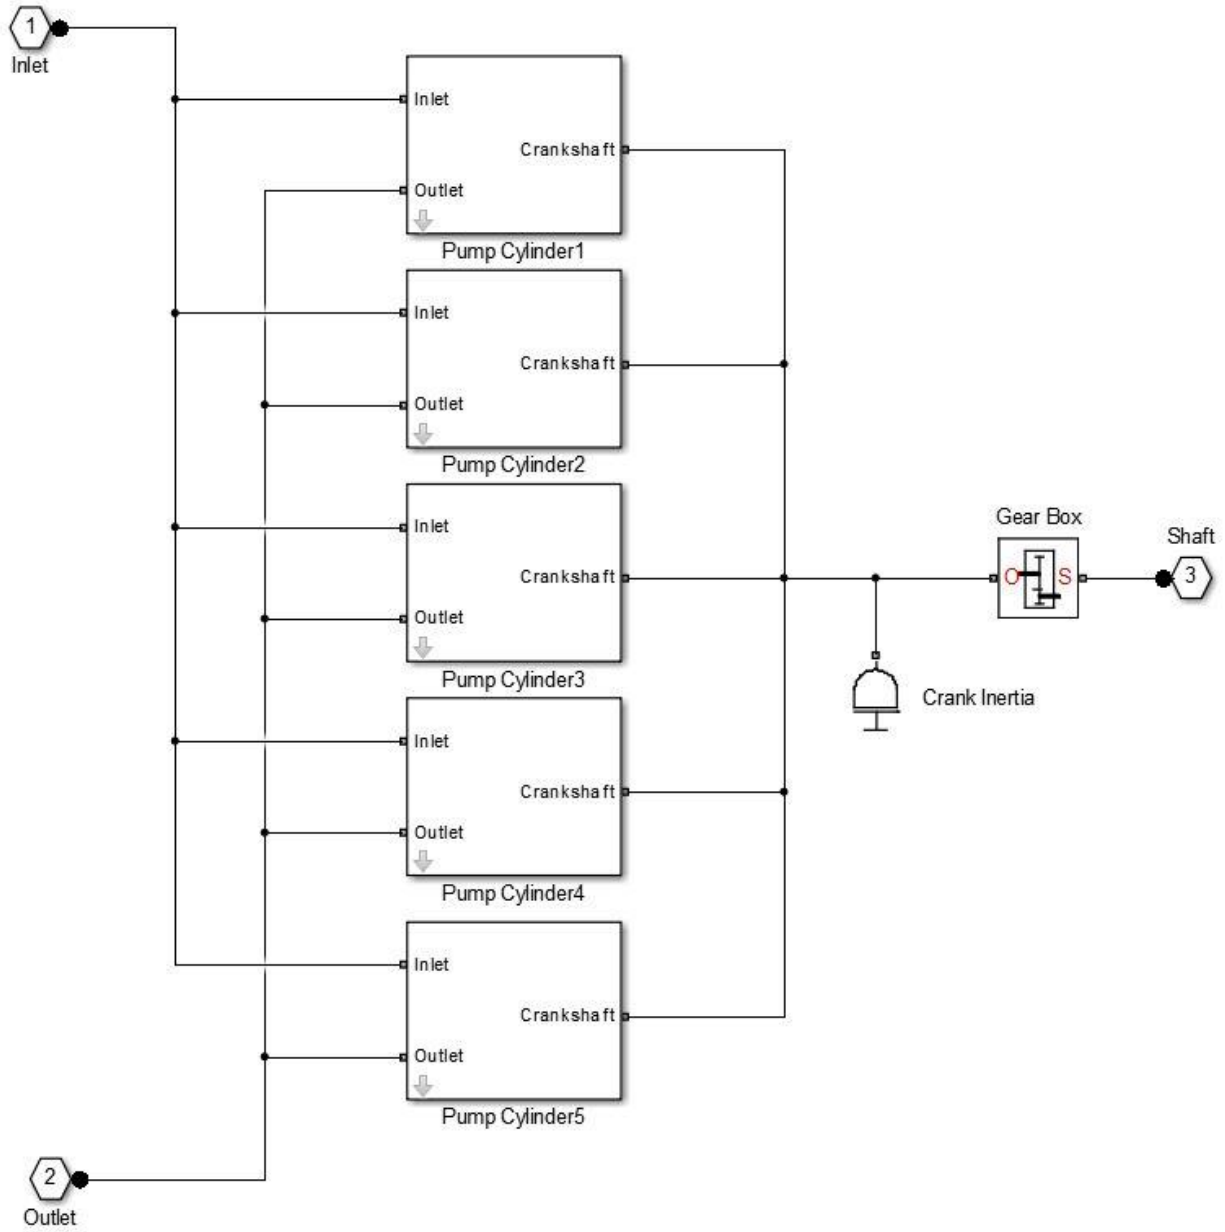 1
Inlet
Inlet
Crankshaft
Outlet
Pump Cylinder1
Inlet
Crankshaft
Outlet
Pump Cylinder2
Inlet
Crankshaft
Outlet
Pump Cylinder3
Gear Box
O S
Shaft
3
Crank Inertia
Inlet
Crankshaft
Outlet
Pump Cylinder4
Inlet
Crankshaft
Outlet
Pump Cylinder5
2
Outlet